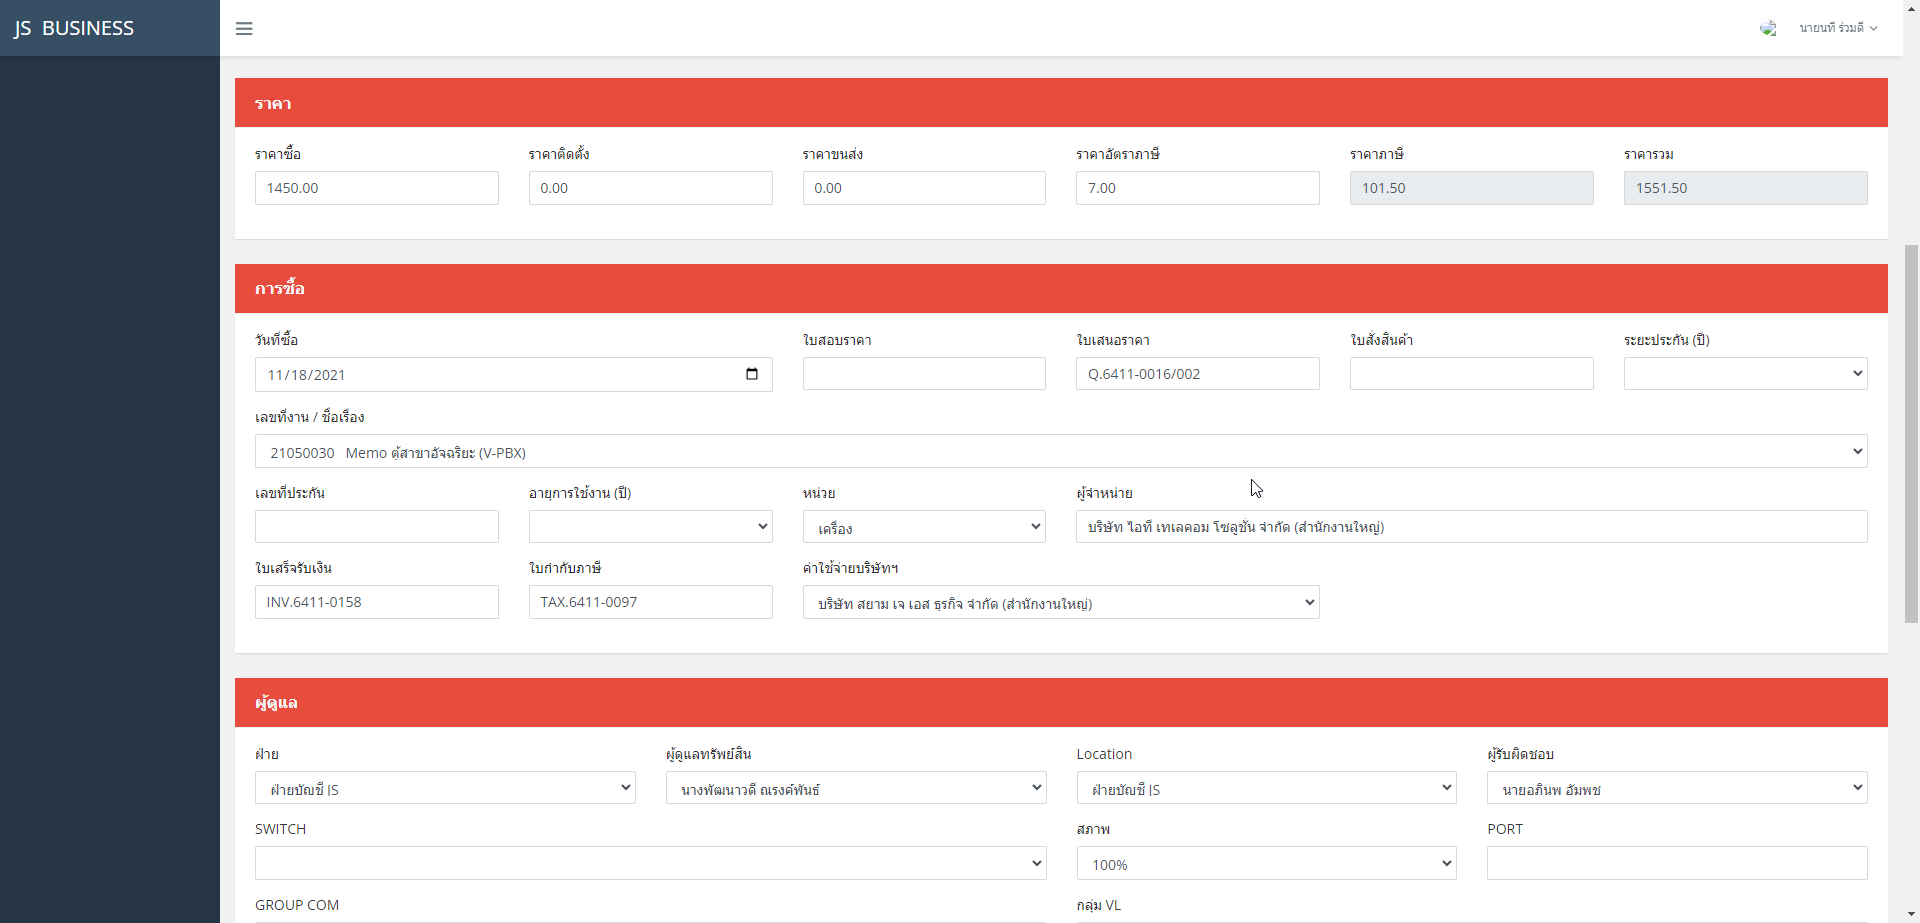 JS BUSINESS
นายนที ร่วมดี
ราคา
ราคาซื้อ ราคาติดตั้ง ราคาขนส่ง ราคาอัตราภาษี ราคาภาษี ราคารวม
1450.00 0.00 0.00 7.00 101.50 1551.50
การซื้อ
วันที่ซื้อ ใบสอบราคา ใบเสนอราคา ใบสั่งสินค้า ระยะประกัน (ปี)
11/18/2021 Q.6411-0016/002
เลขที่งาน / ชื่อเรื่อง
21050030 Memo ตู้สาขาอัจฉริยะ (V-PBX)
เลขที่ประกัน อายุการใช้งาน (ปี) หน่วย ผู้จำหน่าย
เครื่อง บริษัท ไอที เทเลคอม โซลูชั่น จำกัด (สำนักงานใหญ่)
ใบเสร็จรับเงิน ใบกำกับภาษี ค่าใช้จ่ายบริษัทฯ
INV.6411-0158 TAX.6411-0097 บริษัท สยาม เจ เอส ธุรกิจ จำกัด (สำนักงานใหญ่)
ผู้ดูแล
ฝ่าย ผู้ดูแลทรัพย์สิน Location ผู้รับผิดชอบ
ฝ่ายบัญชี JS นางพัฒนาวดี ณรงค์พันธ์ ฝ่ายบัญชี JS นายอภินพ อัมพช
SWITCH สภาพ PORT
100%
GROUP COM กลุ่ม VL